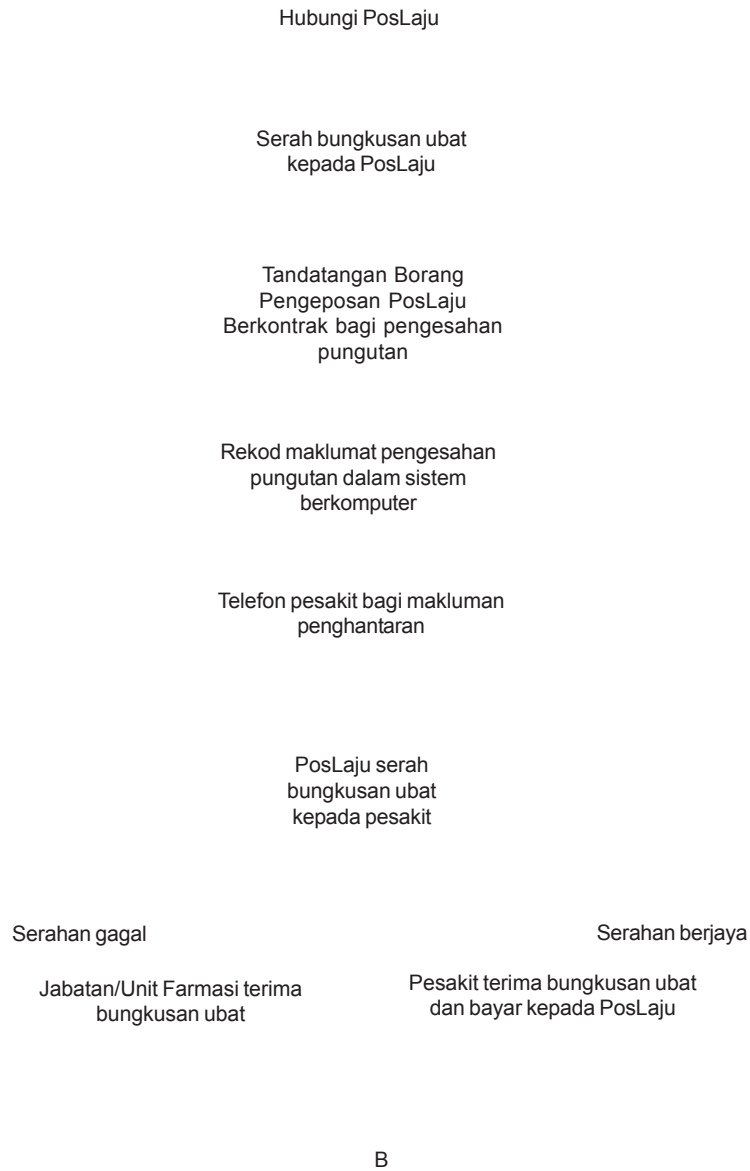 Hubungi PosLaju
Serah bungkusan ubat
kepada PosLaju
Tandatangan Borang
Pengeposan PosLaju
Berkontrak bagi pengesahan
pungutan
Rekod maklumat pengesahan
pungutan dalam sistem
berkomputer
Telefon pesakit bagi makluman
penghantaran
PosLaju serah
bungkusan ubat
kepada pesakit
Serahan gagal
Serahan berjaya
Jabatan/Unit Farmasi terima
bungkusan ubat
Pesakit terima bungkusan ubat
dan bayar kepada PosLaju
B